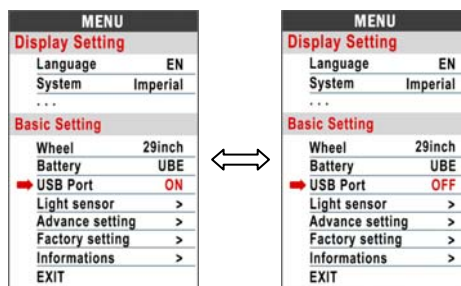 MENU
Display Setting
Language EN
System Imperial
...
Basic Setting
Wheel 29inch
Battery UBE
USB Port ON
Light sensor >
Advance setting >
Factory setting >
Informations >
EXIT
MENU
Display Setting
Language EN
System Imperial
...
Basic Setting
Wheel 29inch
Battery UBE
USB Port OFF
Light sensor >
Advance setting >
Factory setting >
Informations >
EXIT